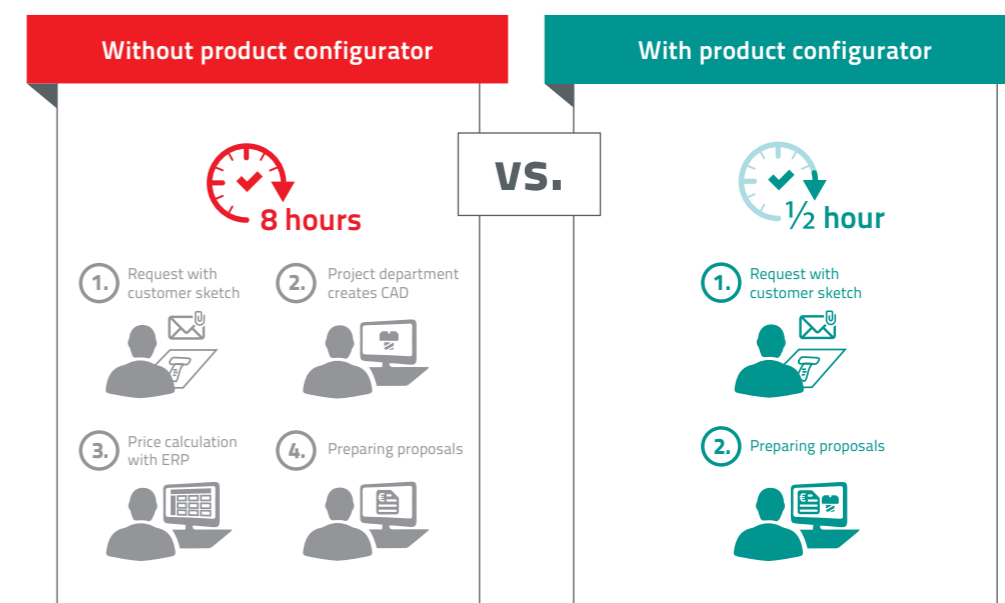 Without product configurator
With product configurator
vs.
8 hours
½ hour
1. Request with
customer sketch
2. Project department
creates CAD
3. Price calculation
with ERP
4. Preparing proposals
1. Request with
customer sketch
2. Preparing proposals